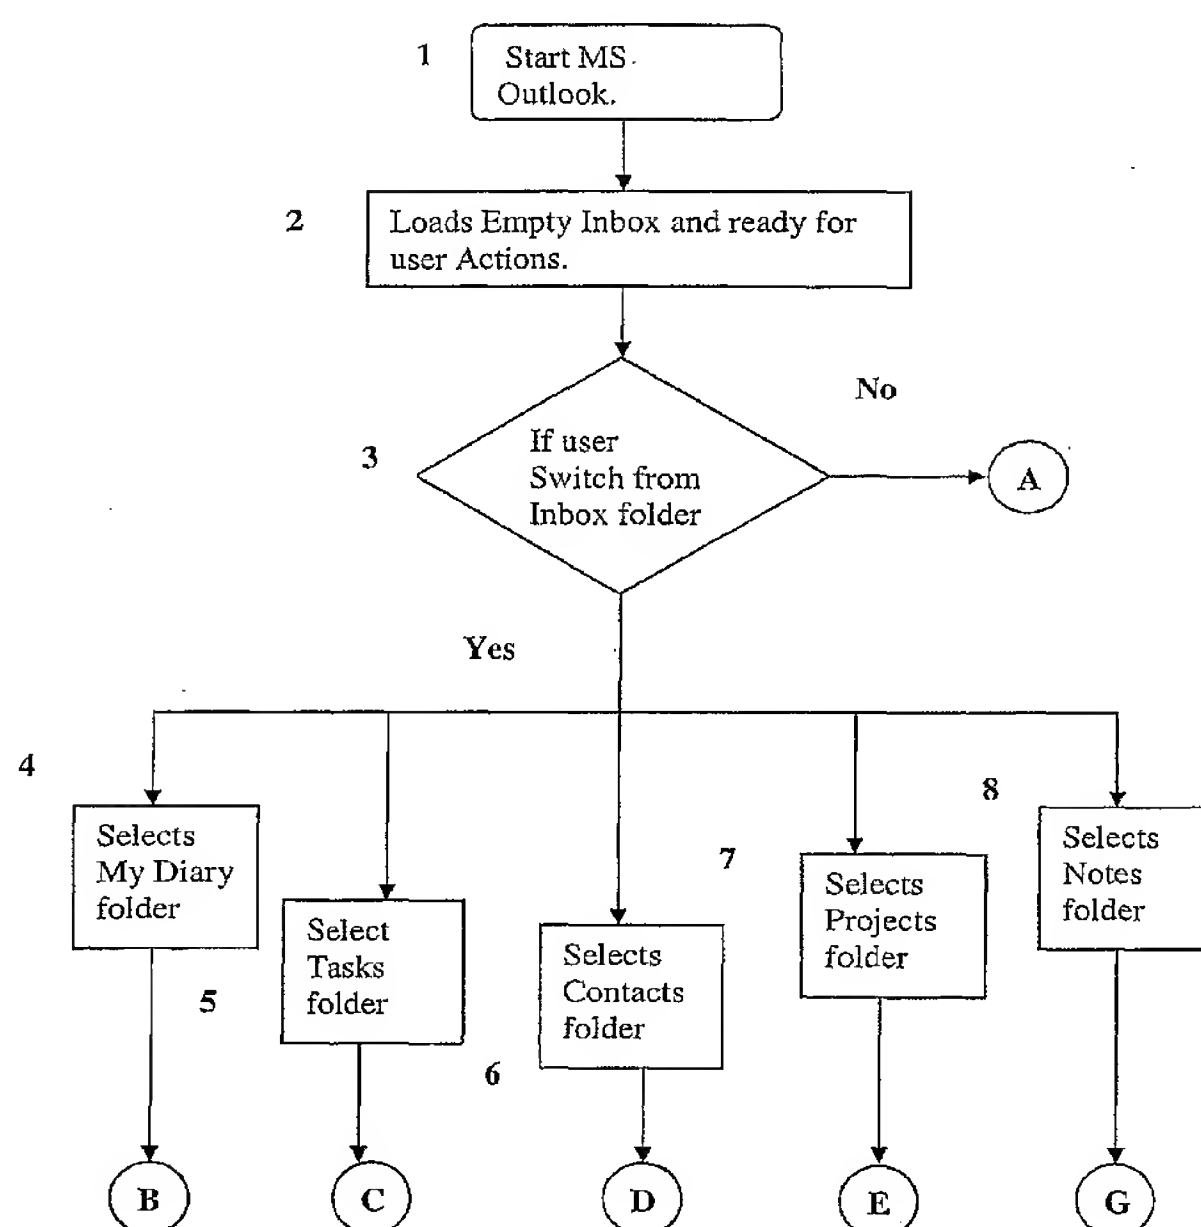 1
Start MS
Outlook.
2
Loads Empty Inbox and ready for
user Actions.
No
3
If user
Switch from
Inbox folder
A
Yes
4
Selects
My Diary
folder
5
Select
Tasks
folder
6
Selects
Contacts
folder
7
Selects
Projects
folder
8
Selects
Notes
folder
B
C
D
E
G